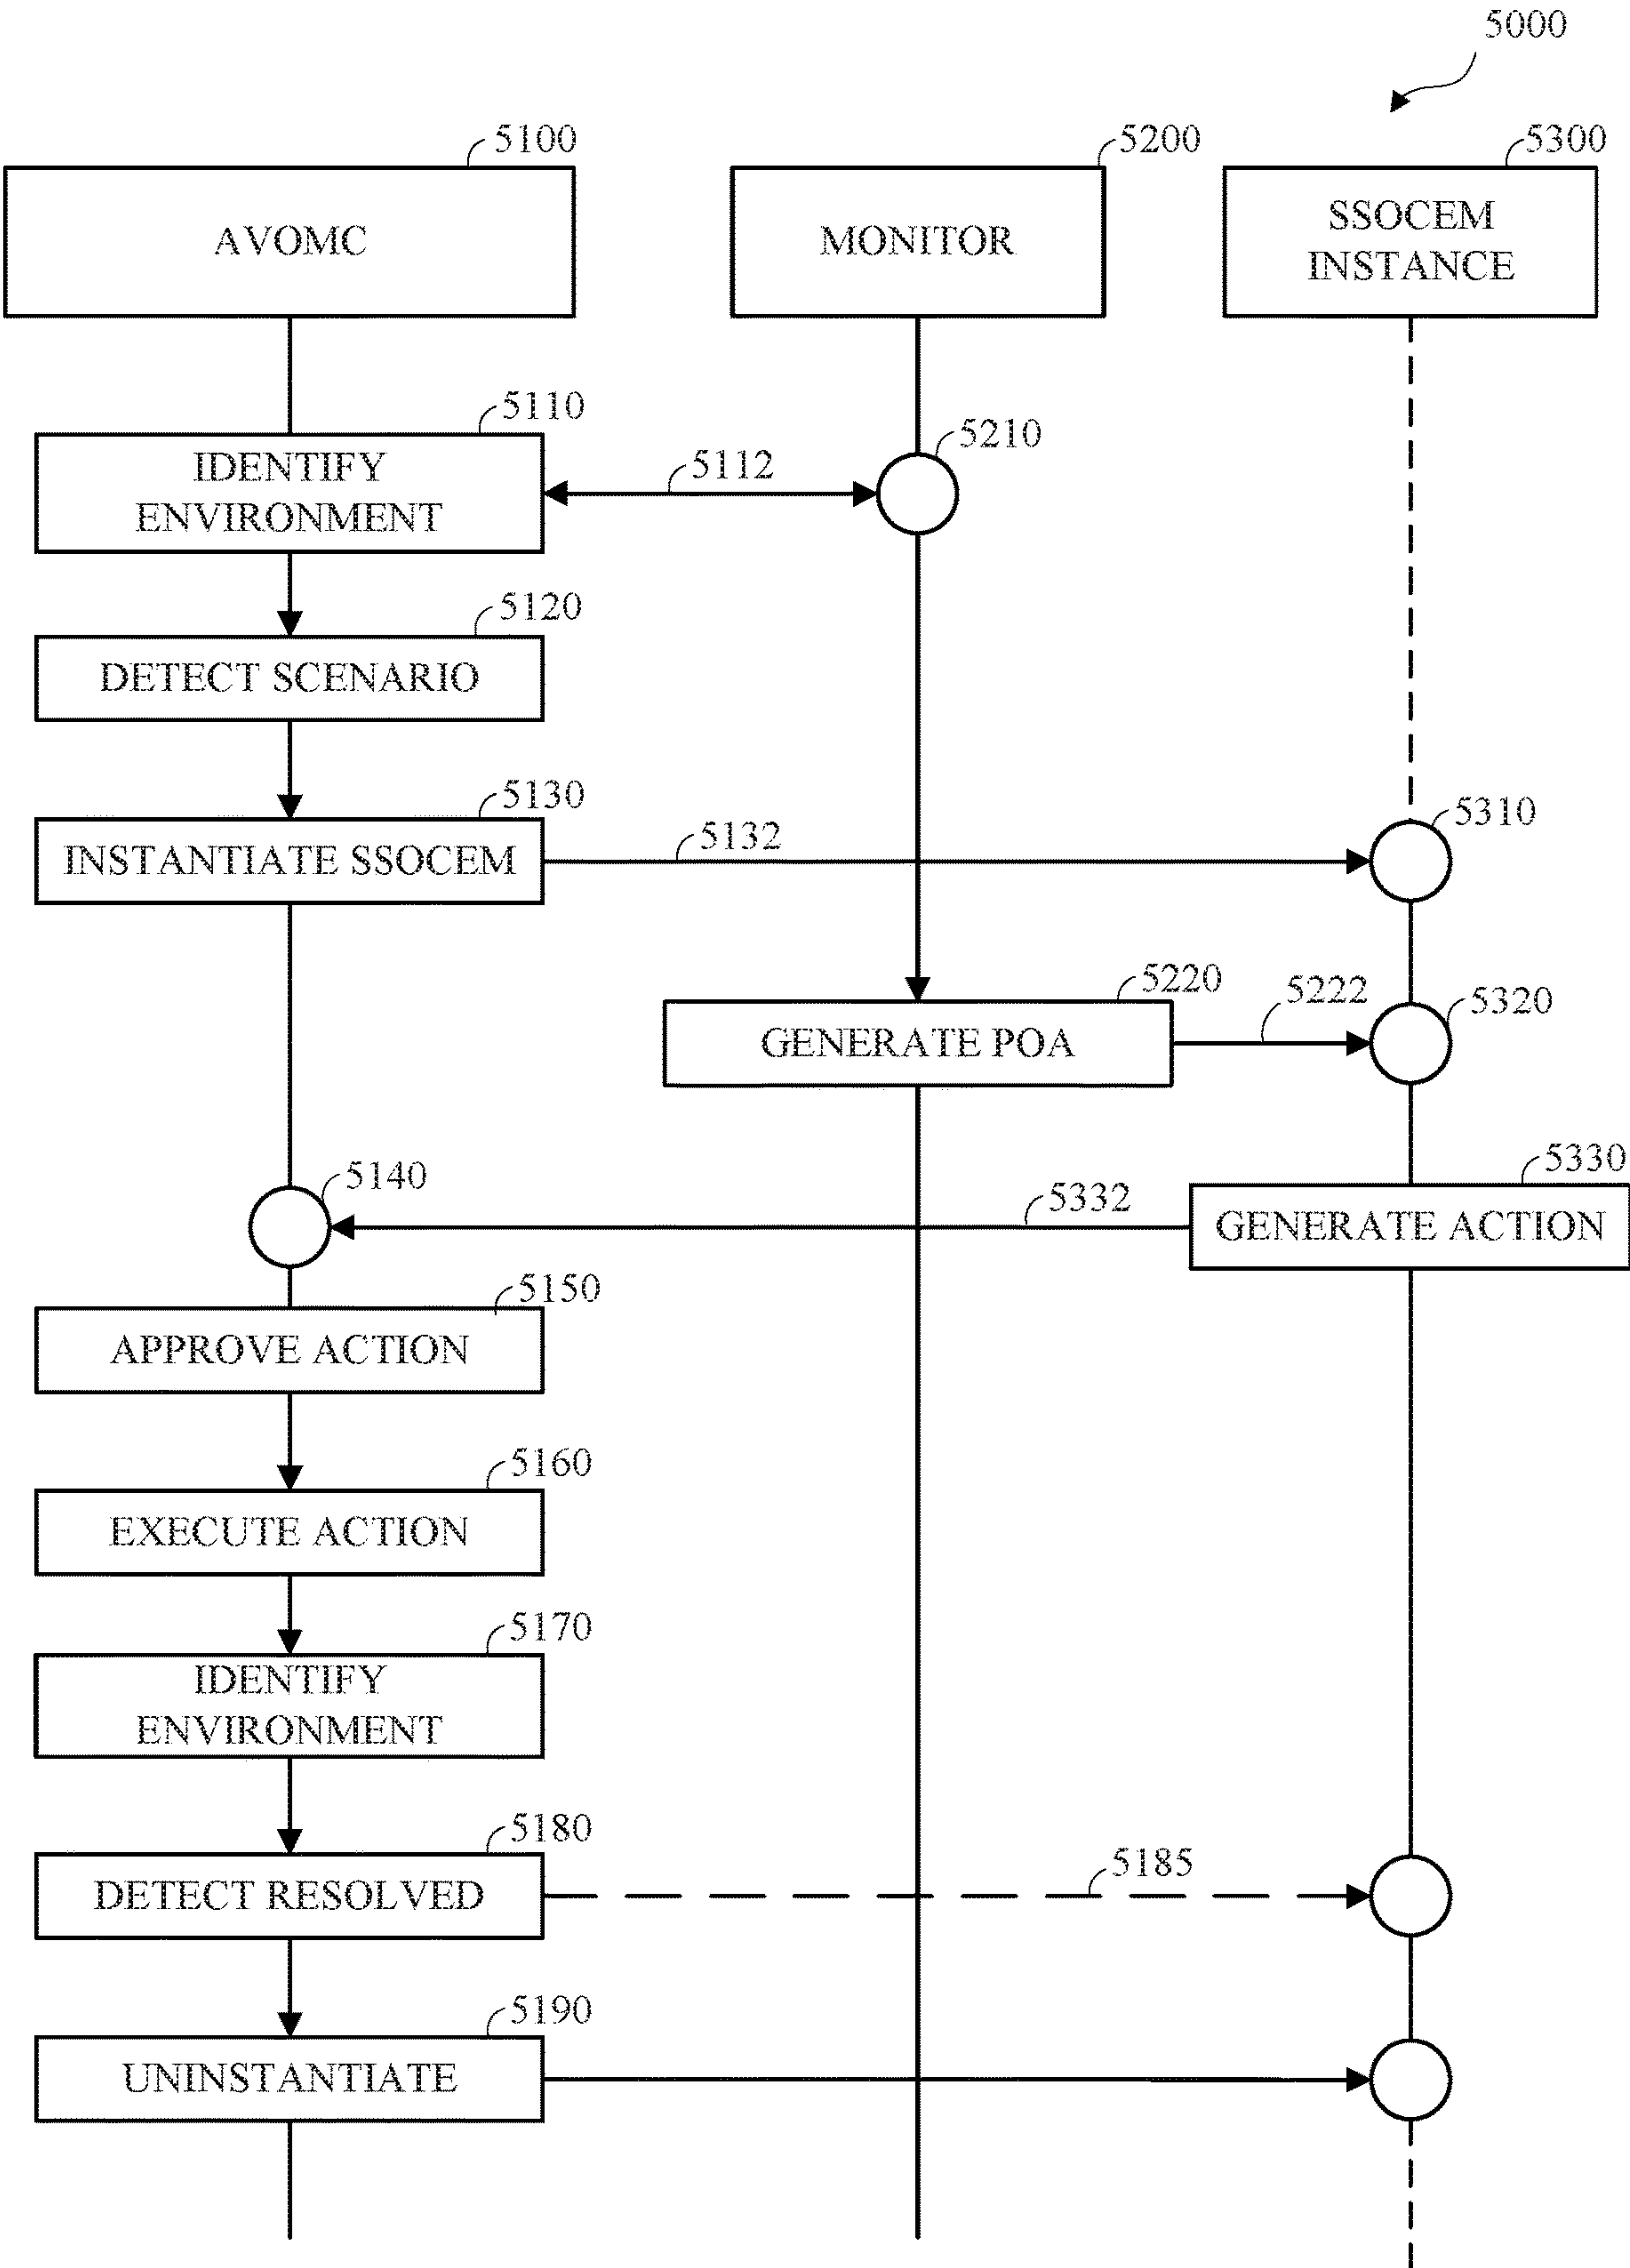 5000
5100
5200
5300
AVOMC
MONITOR
SSOCEM
INSTANCE
5110
IDENTIFY
ENVIRONMENT
5112
5210
5120
DETECT SCENARIO
5130
INSTANTIATE SSOCEM
5132
5310
5220
GENERATE POA
5222
5320
5140
5332
5330
GENERATE ACTION
5150
APPROVE ACTION
5160
EXECUTE ACTION
5170
IDENTIFY
ENVIRONMENT
5180
DETECT RESOLVED
5185
5190
UNINSTANTIATE